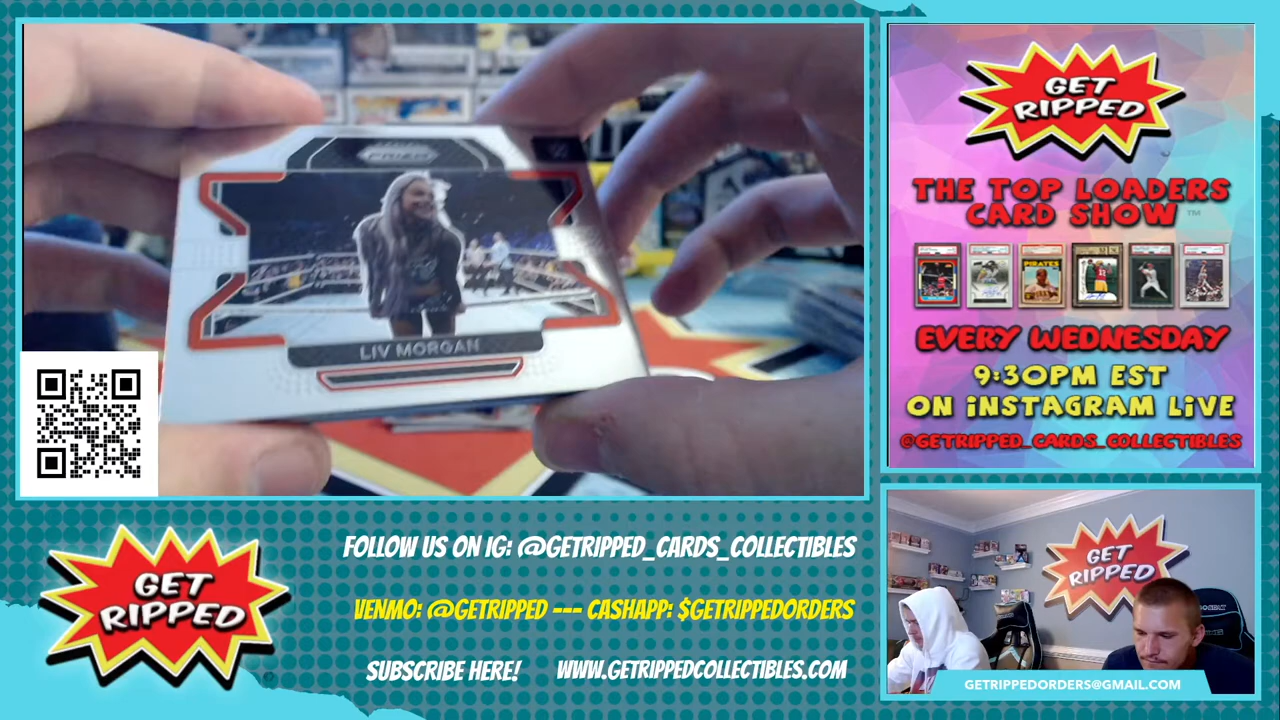 PRIZM
LIV MORGAN
GET
RIPPED
THE TOP LOADERS
CARD SHOW ™
PIRATES
EVERY WEDNESDAY
9:30PM EST
ON INSTAGRAM LIVE
@GETRIPPED_CARDS_COLLECTIBLES
GET
RIPPED
FOLLOW US ON IG: @GETRIPPED_CARDS_COLLECTIBLES
VENMO: @GETRIPPED --- CASHAPP: $GETRIPPEDORDERS
SUBSCRIBE HERE! WWW.GETRIPPEDCOLLECTIBLES.COM
GET
RIPPED
GETRIPPEDORDERS@GMAIL.COM